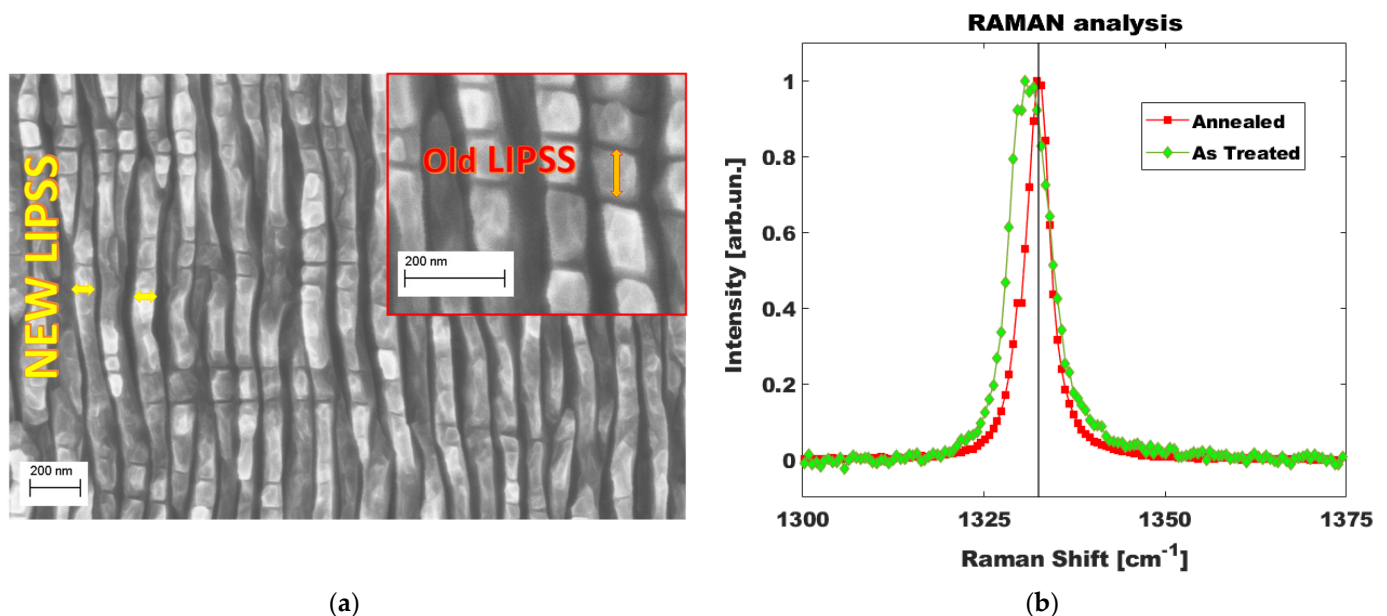 NEW LIPSS
Old LIPSS
200 nm
200 nm
(a)
RAMAN analysis
Annealed
As Treated
Intensity [arb.un.]
1
0.8
0.6
0.4
0.2
0
1300
1325
1350
1375
Raman Shift [cm⁻¹]
(b)